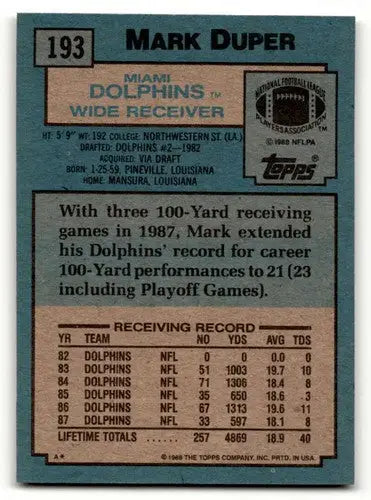 193 MARK DUPER
MIAMI
DOLPHINS TM
WIDE RECEIVER
NATIONAL FOOTBALL LEAGUE
PLAYERS ASSOCIATION TM
© 1988 NFLPA
Topps
HT: 5' 9" WT: 192 COLLEGE: NORTHWESTERN ST. (LA.)
DRAFTED: DOLPHINS #2—1982
ACQUIRED: VIA DRAFT
BORN: 1-25-59, PINEVILLE, LOUISIANA
HOME: MANSURA, LOUISIANA
With three 100-Yard receiving
games in 1987, Mark extended
his Dolphins' record for career
100-Yard performances to 21 (23
including Playoff Games).
RECEIVING RECORD
YR TEAM NO YDS AVG TDS
82 DOLPHINS NFL 0 0 0.0 0
83 DOLPHINS NFL 51 1003 19.7 10
84 DOLPHINS NFL 71 1306 18.4 8
85 DOLPHINS NFL 35 650 18.6 3
86 DOLPHINS NFL 67 1313 19.6 11
87 DOLPHINS NFL 33 597 18.1 8
LIFETIME TOTALS ..... 257 4869 18.9 40
A* © 1988 THE TOPPS COMPANY, INC. PRTD. IN USA